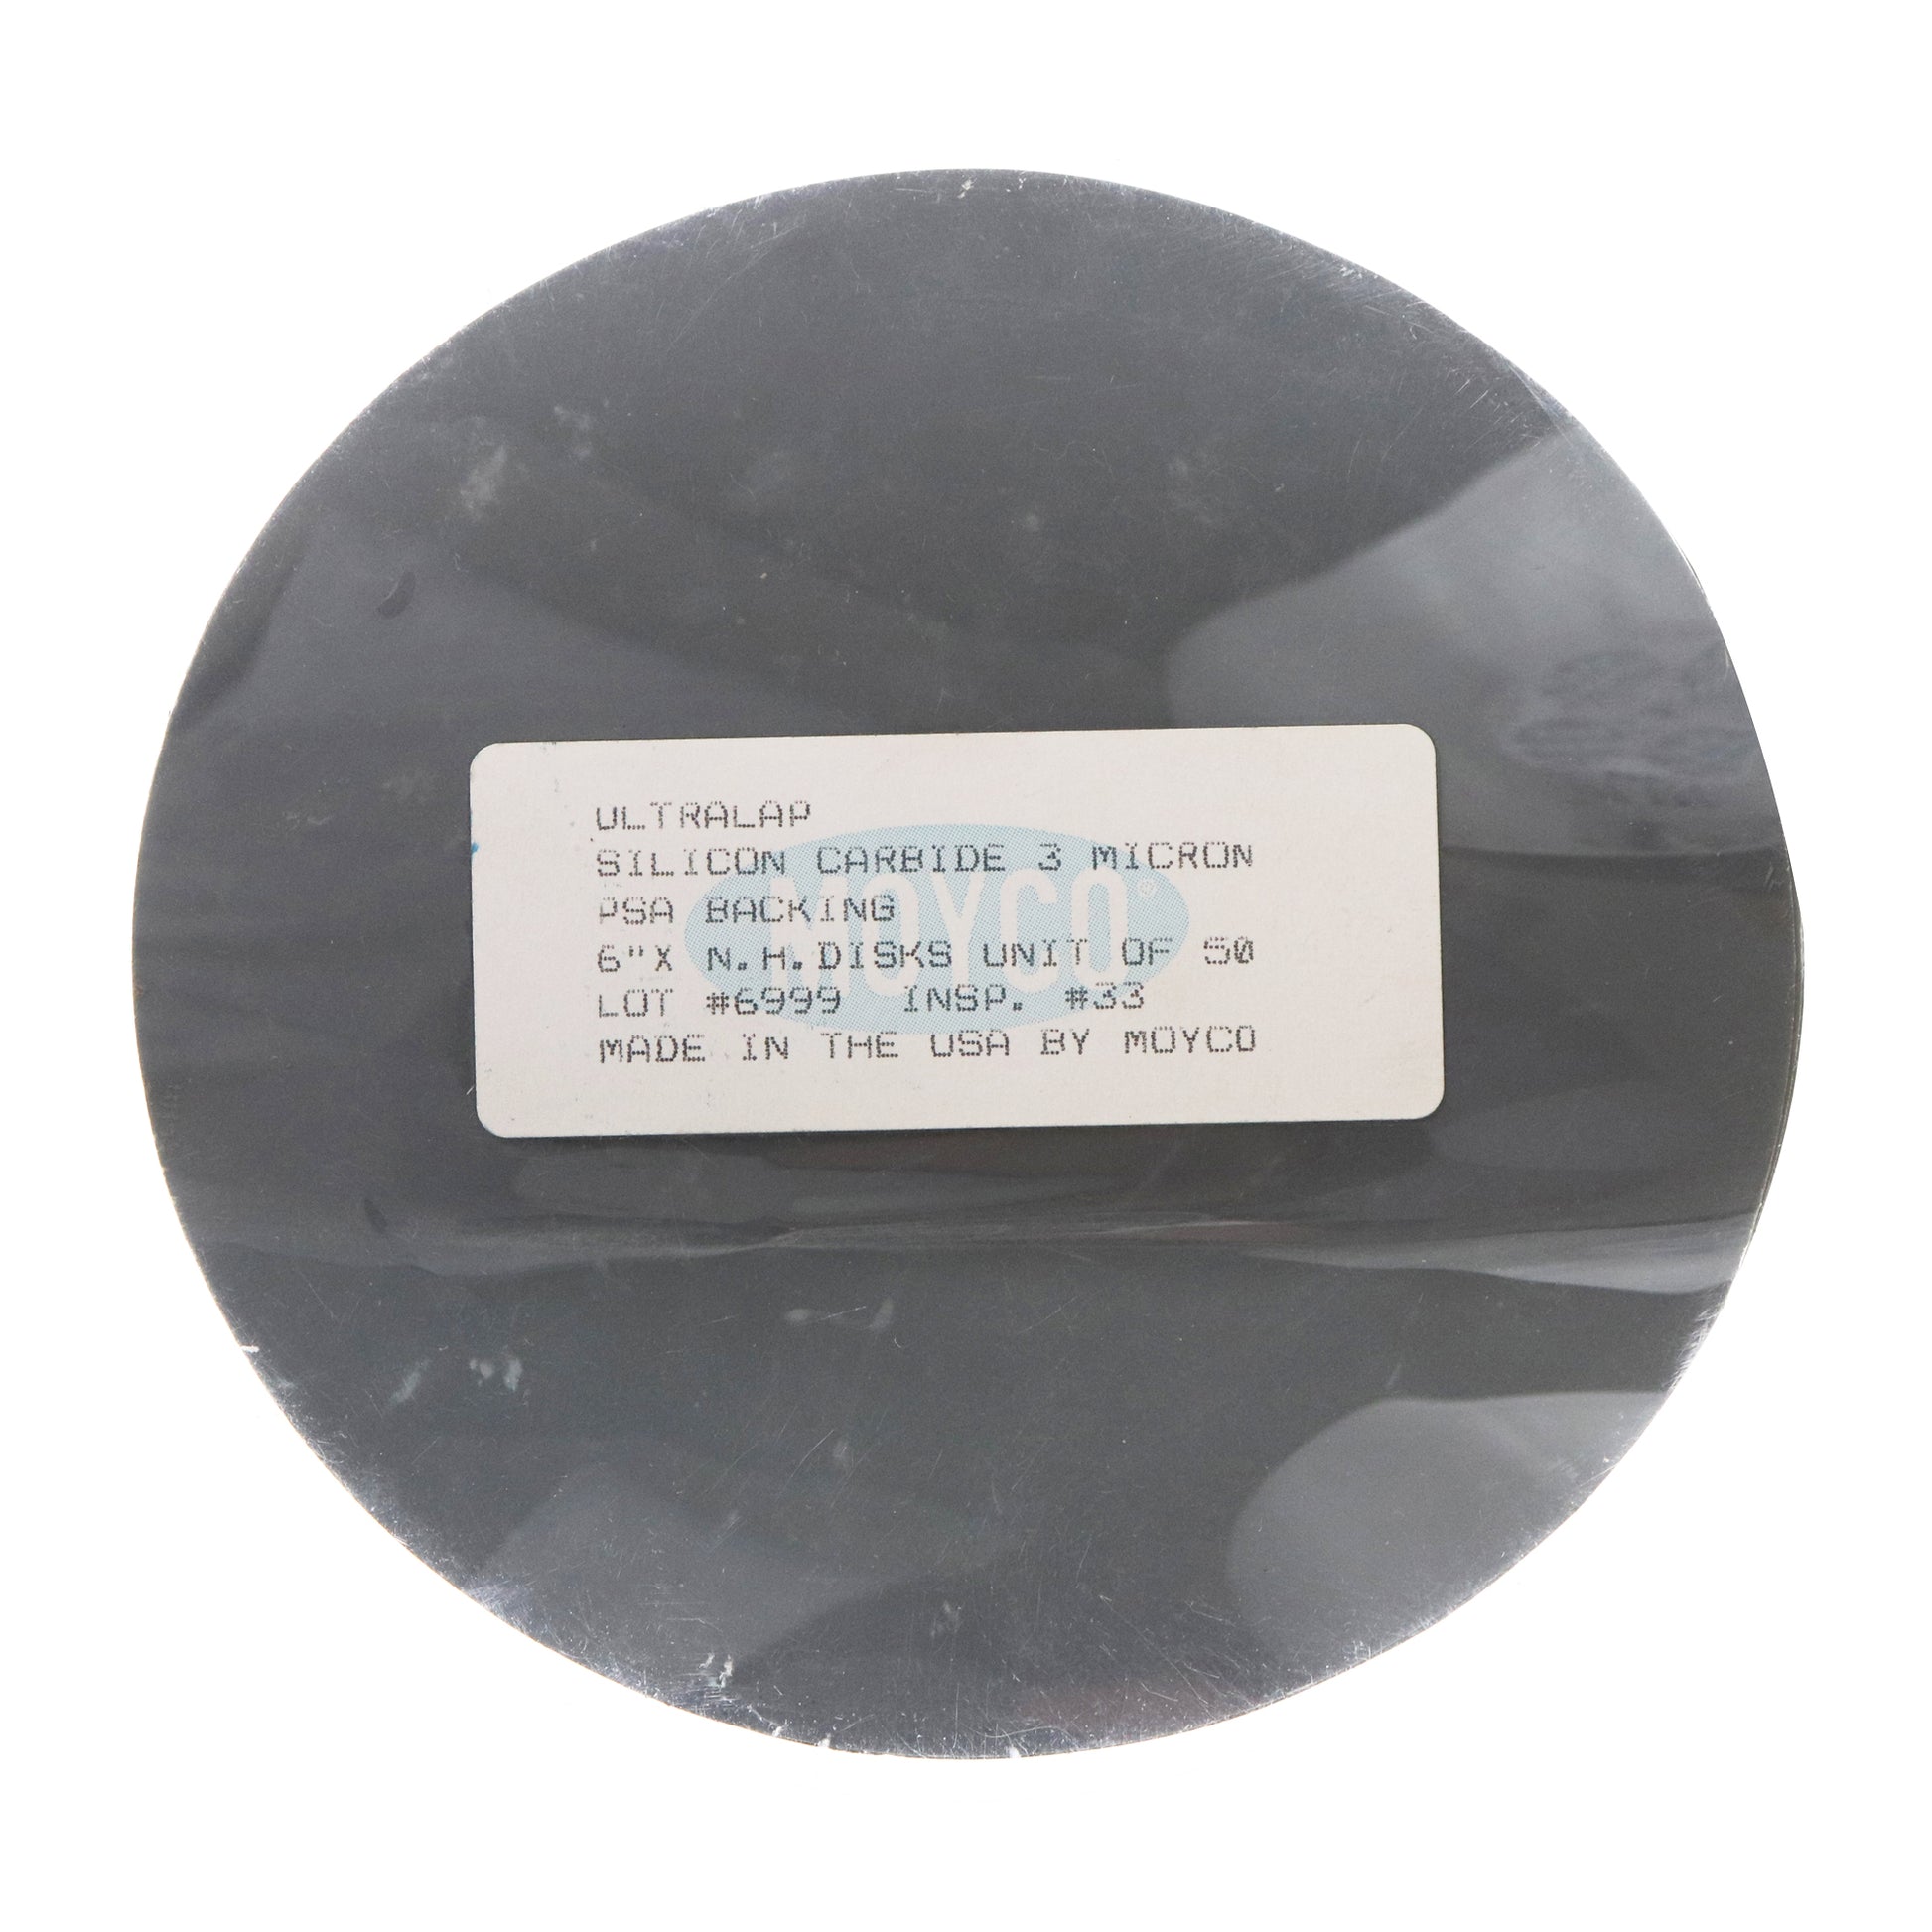 ULTRALAP
SILICON CARBIDE 3 MICRON
PSA BACKING
6"X N.H.DISKS UNIT OF 50
LOT #6999 INSP. #33
MADE IN THE USA BY MOYCO
MOYCO®